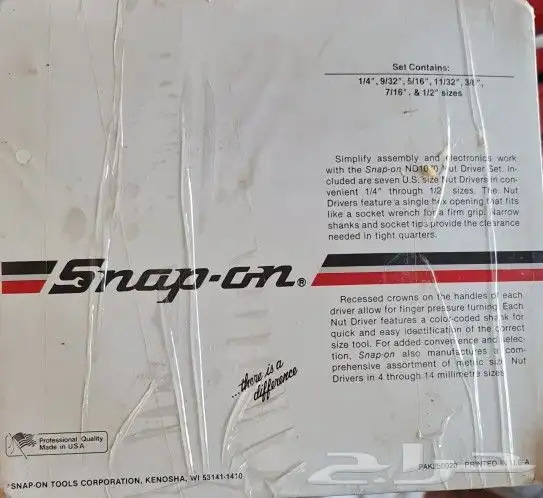 Set Contains:
1/4", 9/32", 5/16", 11/32", 3/8",
7/16", & 1/2" sizes
Simplify assembly and electronics work
with the Snap-on Nut Driver Set. In-
cluded are seven U.S. size Nut Drivers in con-
venient 1/4" through 1/2" sizes. The Nut
Drivers feature a single hex opening that fits
like a socket wrench for a firm grip. Narrow
shanks and socket tips provide the clearance
needed in tight quarters.
Snap-on®
Recessed crowns on the handles of each
driver allow for finger pressure turning. Each
Nut Driver features a color-coded shank for
quick and easy identification of the correct
size tool. For added convenience and selec-
tion, Snap-on also manufactures a com-
prehensive assortment of metric size Nut
Drivers in 4 through 14 millimetre sizes.
...there is a
difference
Professional Quality
Made in U.S.A.
SNAP-ON TOOLS CORPORATION, KENOSHA, WI 53141-1410
PAK250020 PRINTED IN U.S.A.
حراج